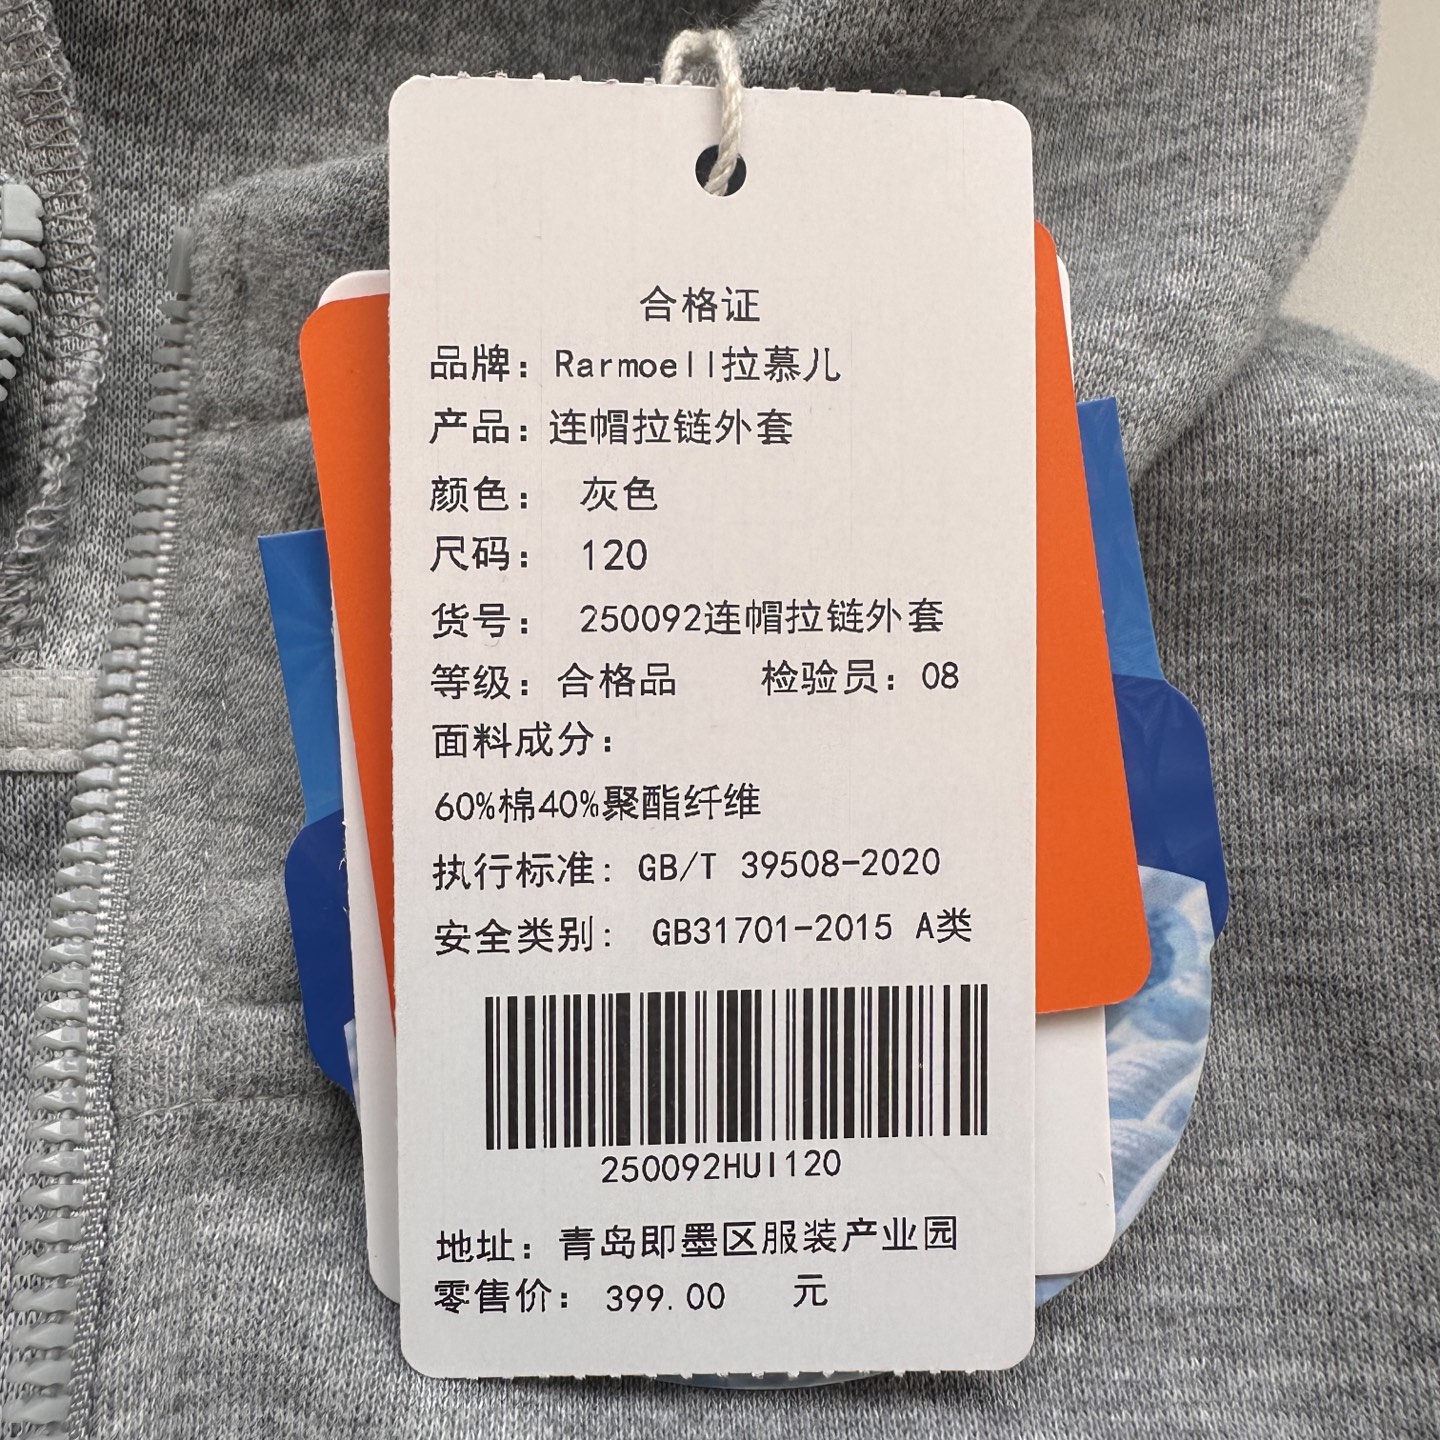 合格证
品牌：Rarmoell拉慕儿
产品：连帽拉链外套
颜色： 灰色
尺码： 120
货号： 250092连帽拉链外套
等级：合格品 检验员：08
面料成分：
60%棉40%聚酯纤维
执行标准：GB/T 39508-2020
安全类别： GB31701-2015 A类
250092HUI120
地址：青岛即墨区服装产业园
零售价： 399.00 元